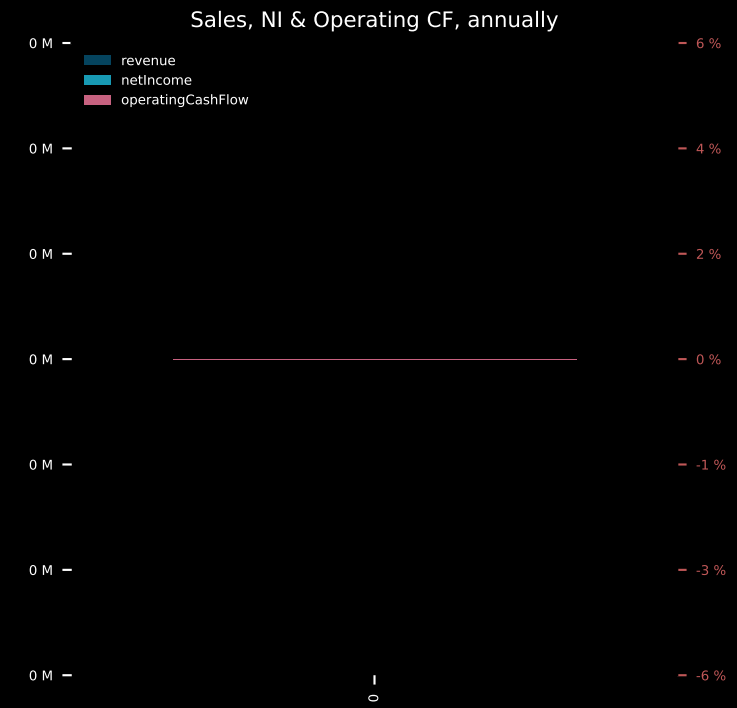 Sales, NI & Operating CF, annually
0 M
6 %
revenue
netIncome
operatingCashFlow
0 M
4 %
0 M
2 %
0 M
0 %
0 M
-1 %
0 M
-3 %
0 M
-6 %
0